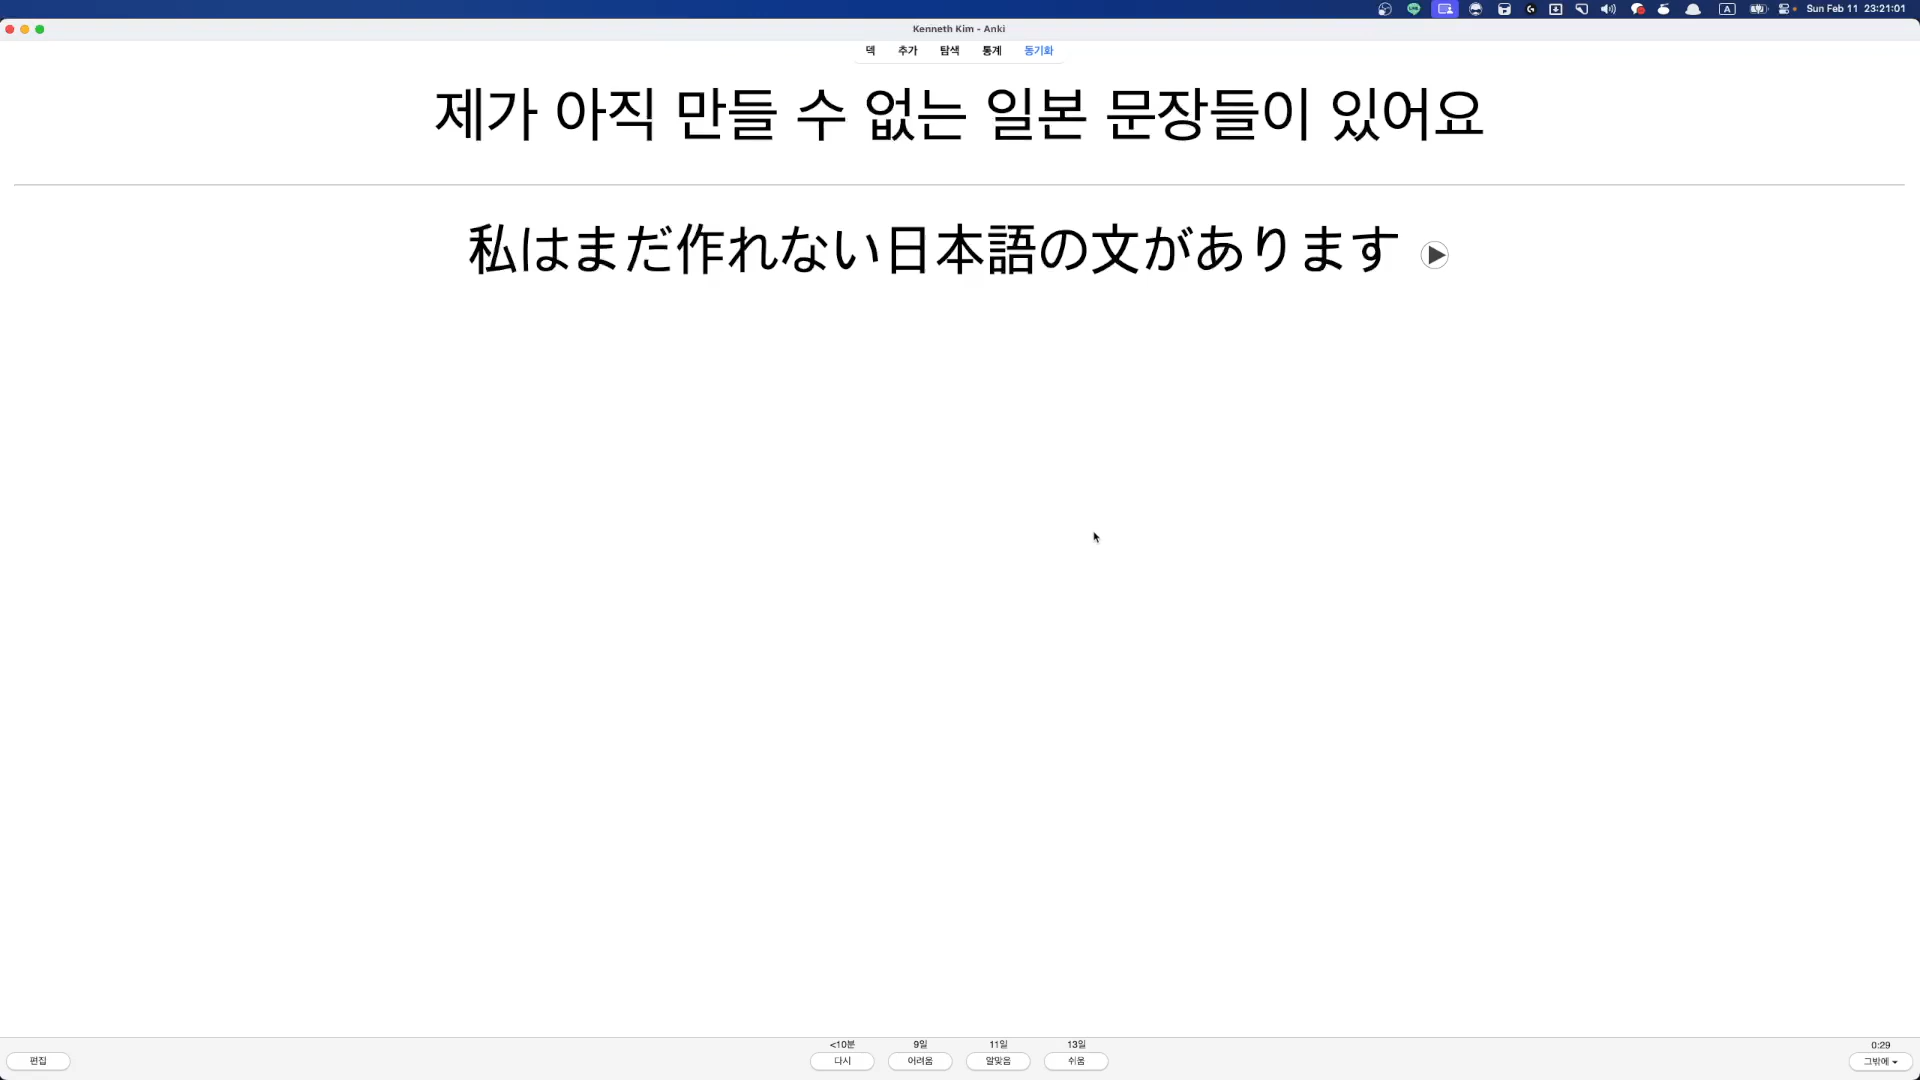 Sun Feb 11 23:21:01
Kenneth Kim - Anki
덱 추가 탐색 통계 동기화
제가 아직 만들 수 없는 일본 문장들이 있어요
私はまだ作れない日本語の文があります
<10분 9일 11일 13일 0:29
편집 다시 어려움 알맞음 쉬움 그밖에